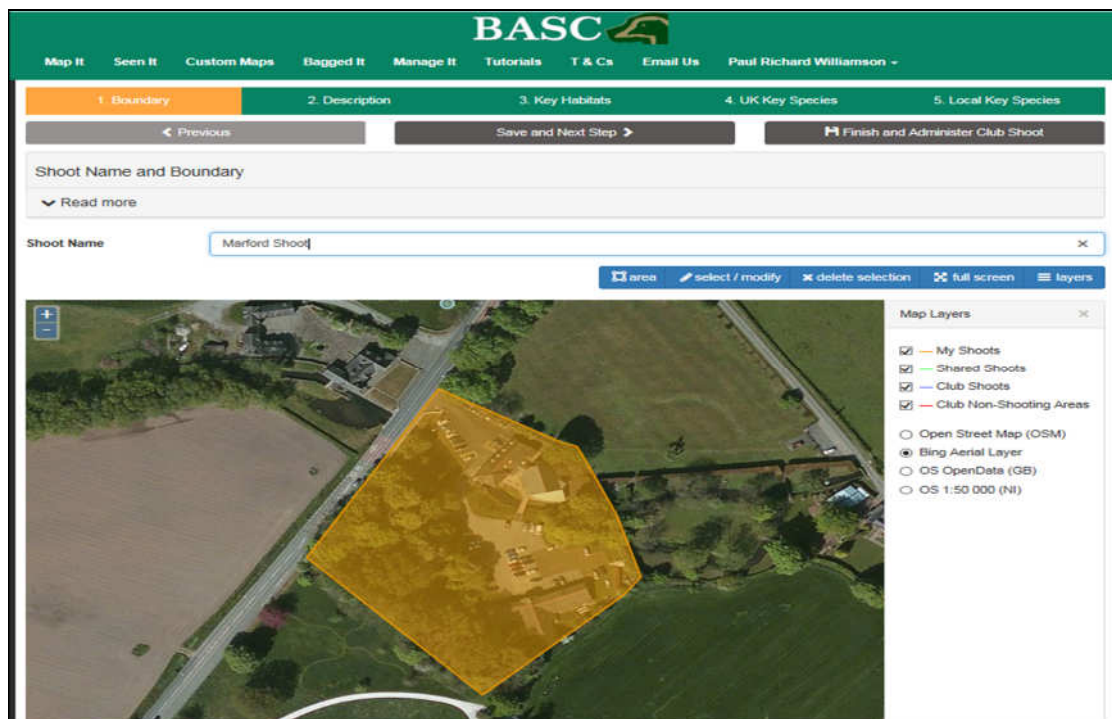 BASC
Map It Seen It Custom Maps Bagged It Manage It Tutorials T & Cs Email Us Paul Richard Williamson
1. Boundary 2. Description 3. Key Habitats 4. UK Key Species 5. Local Key Species
Previous Save and Next Step Finish and Administer Club Shoot
Shoot Name and Boundary
Read more
Shoot Name Marford Shoot ×
area select / modify delete selection full screen layers
+
−
Map Layers ×
My Shoots
Shared Shoots
Club Shoots
Club Non-Shooting Areas
Open Street Map (OSM)
Bing Aerial Layer
OS OpenData (GB)
OS 1:50 000 (NI)